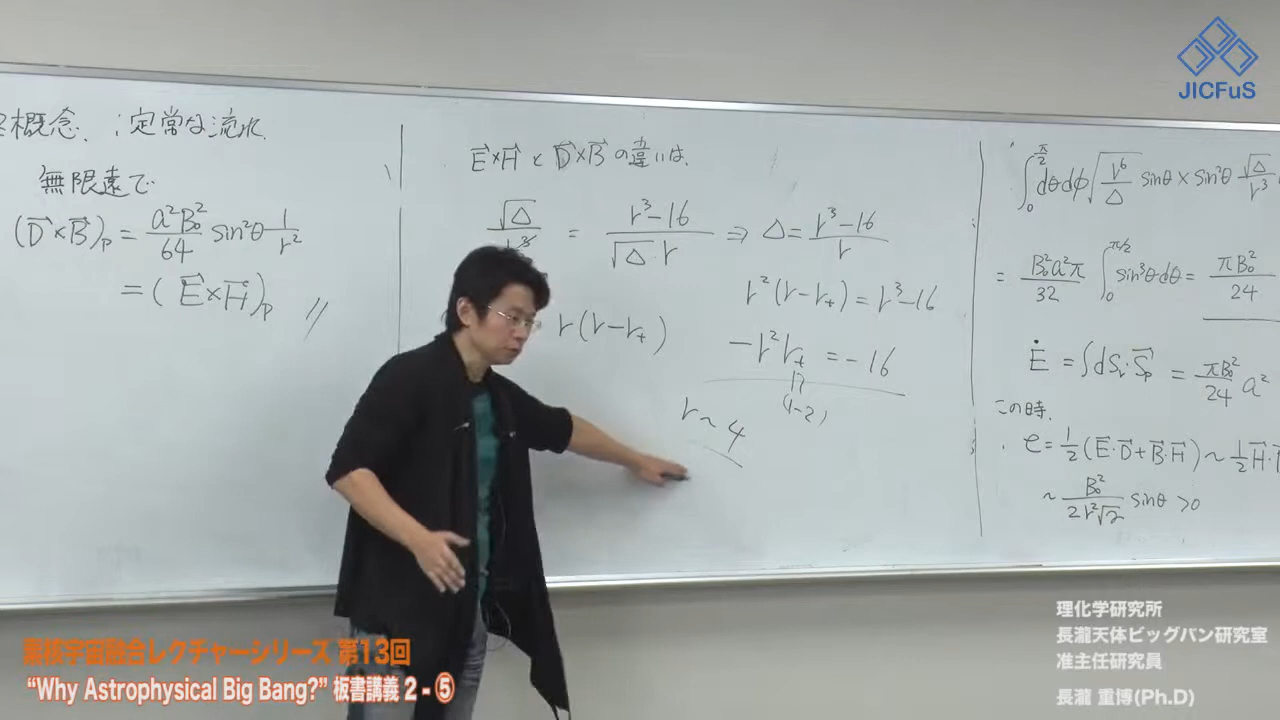 JICFuS
概念、:定常な流れ
無限遠で
(D×B)p = a²B₀²/64 sin²θ 1/r²
= (E×H)p //
E×H と D×B の違いは、
√Δ/r³ = (r³-16)/(√Δ·r) ⇒ Δ = (r³-16)/r
r(r-r₊)
r²(r-r₊) = r³-16
-r²r₊ = -16
(1~2)
r ~ 4
∫₀^{π/2} dθdφ √(r⁶/Δ) sinθ × sin²θ √Δ/r³
= B₀²a²π/32 ∫₀^{π/2} sin³θdθ = πB₀²/24
Ė = ∫dSr·Sp = πB₀²/24 a²
この時、
e = 1/2(E·D+B·H) ~ 1/2 H·
~ B₀²/(2r²√2) sinθ > 0
素核宇宙融合レクチャーシリーズ 第13回
“Why Astrophysical Big Bang?” 板書講義 2 - ⑤
理化学研究所
長瀧天体ビッグバン研究室
准主任研究員
長瀧 重博(Ph.D)